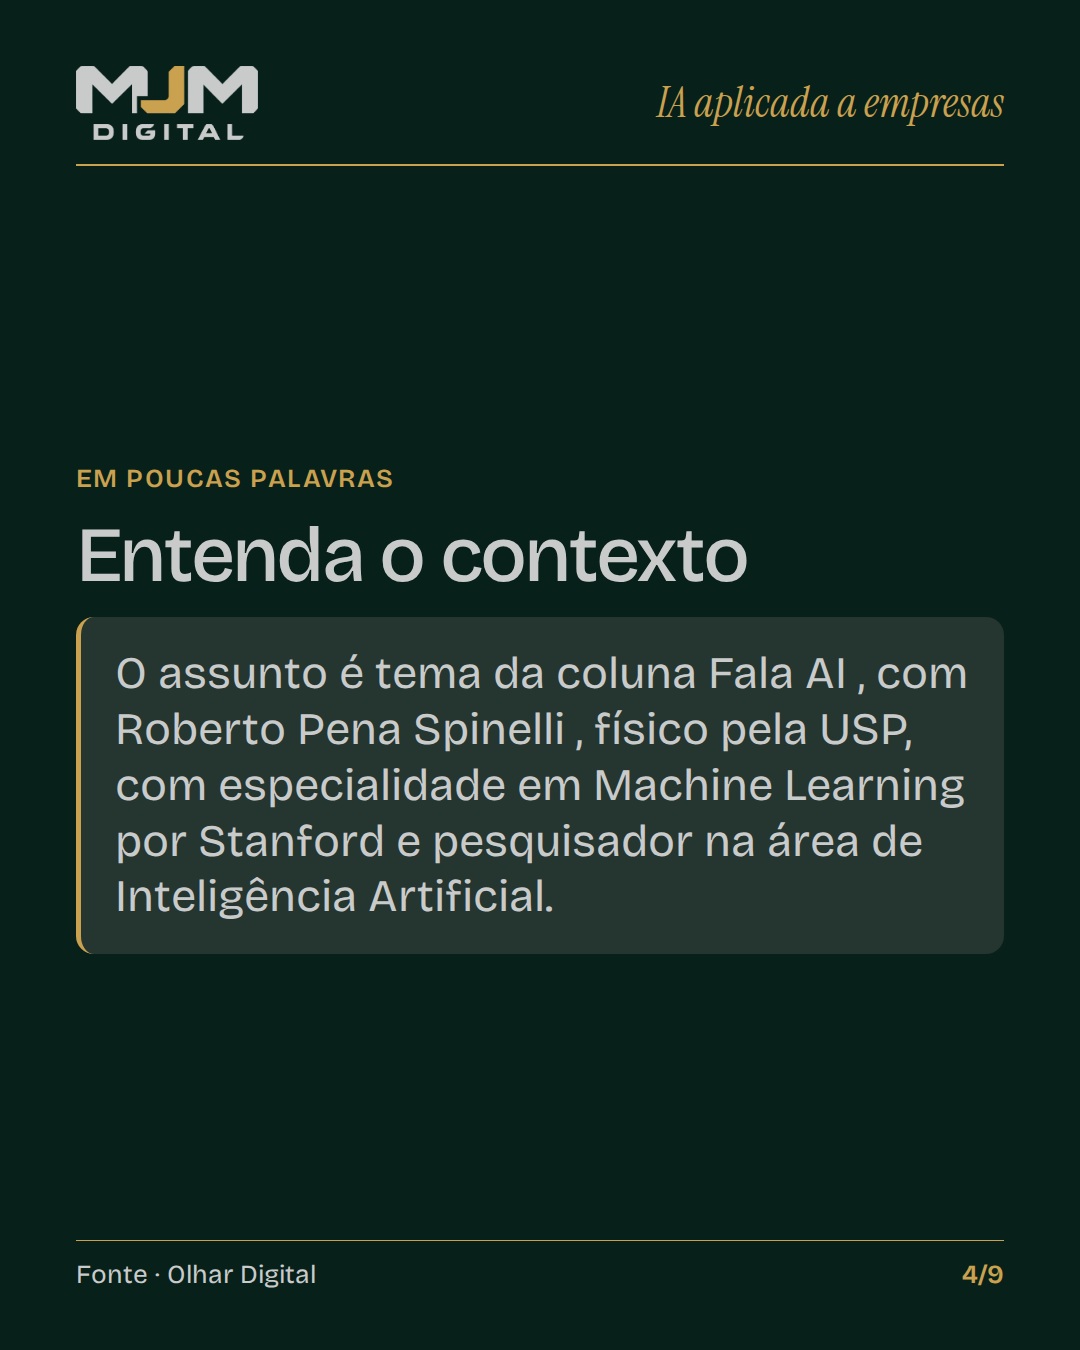 MJM
DIGITAL
IA aplicada a empresas
EM POUCAS PALAVRAS
Entenda o contexto
O assunto é tema da coluna Fala AI , com
Roberto Pena Spinelli , físico pela USP,
com especialidade em Machine Learning
por Stanford e pesquisador na área de
Inteligência Artificial.
Fonte · Olhar Digital
4/9